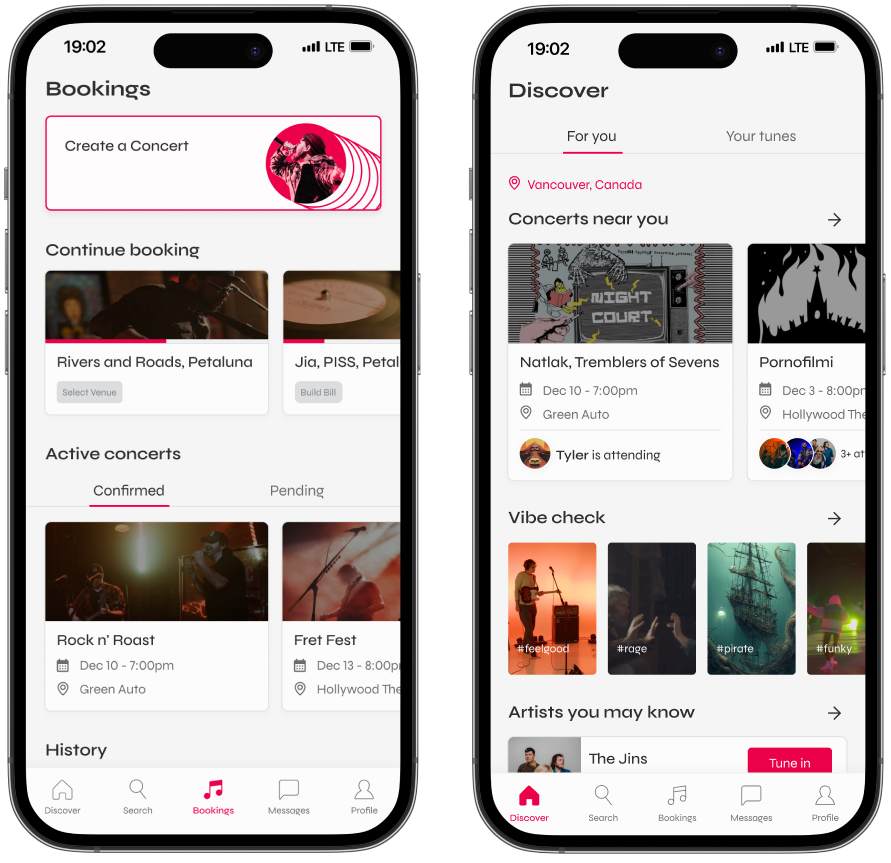 19:02
LTE
Bookings
Create a Concert
Continue booking
Rivers and Roads, Petaluna
Select Venue
Jia, PISS, Petal
Build Bill
Active concerts
Confirmed
Pending
Rock n' Roast
Dec 10 - 7:00pm
Green Auto
Fret Fest
Dec 13 - 8:00p
Hollywood The
History
Discover
Search
Bookings
Messages
Profile
19:02
LTE
Discover
For you
Your tunes
Vancouver, Canada
Concerts near you
NIGHT
COURT
Natlak, Tremblers of Sevens
Dec 10 - 7:00pm
Green Auto
Tyler is attending
Pornofilmi
Dec 3 - 8:00pr
Hollywood The
3+ at
Vibe check
#feelgood
#rage
#pirate
#funky
Artists you may know
The Jins
Tune in
Discover
Search
Bookings
Messages
Profile